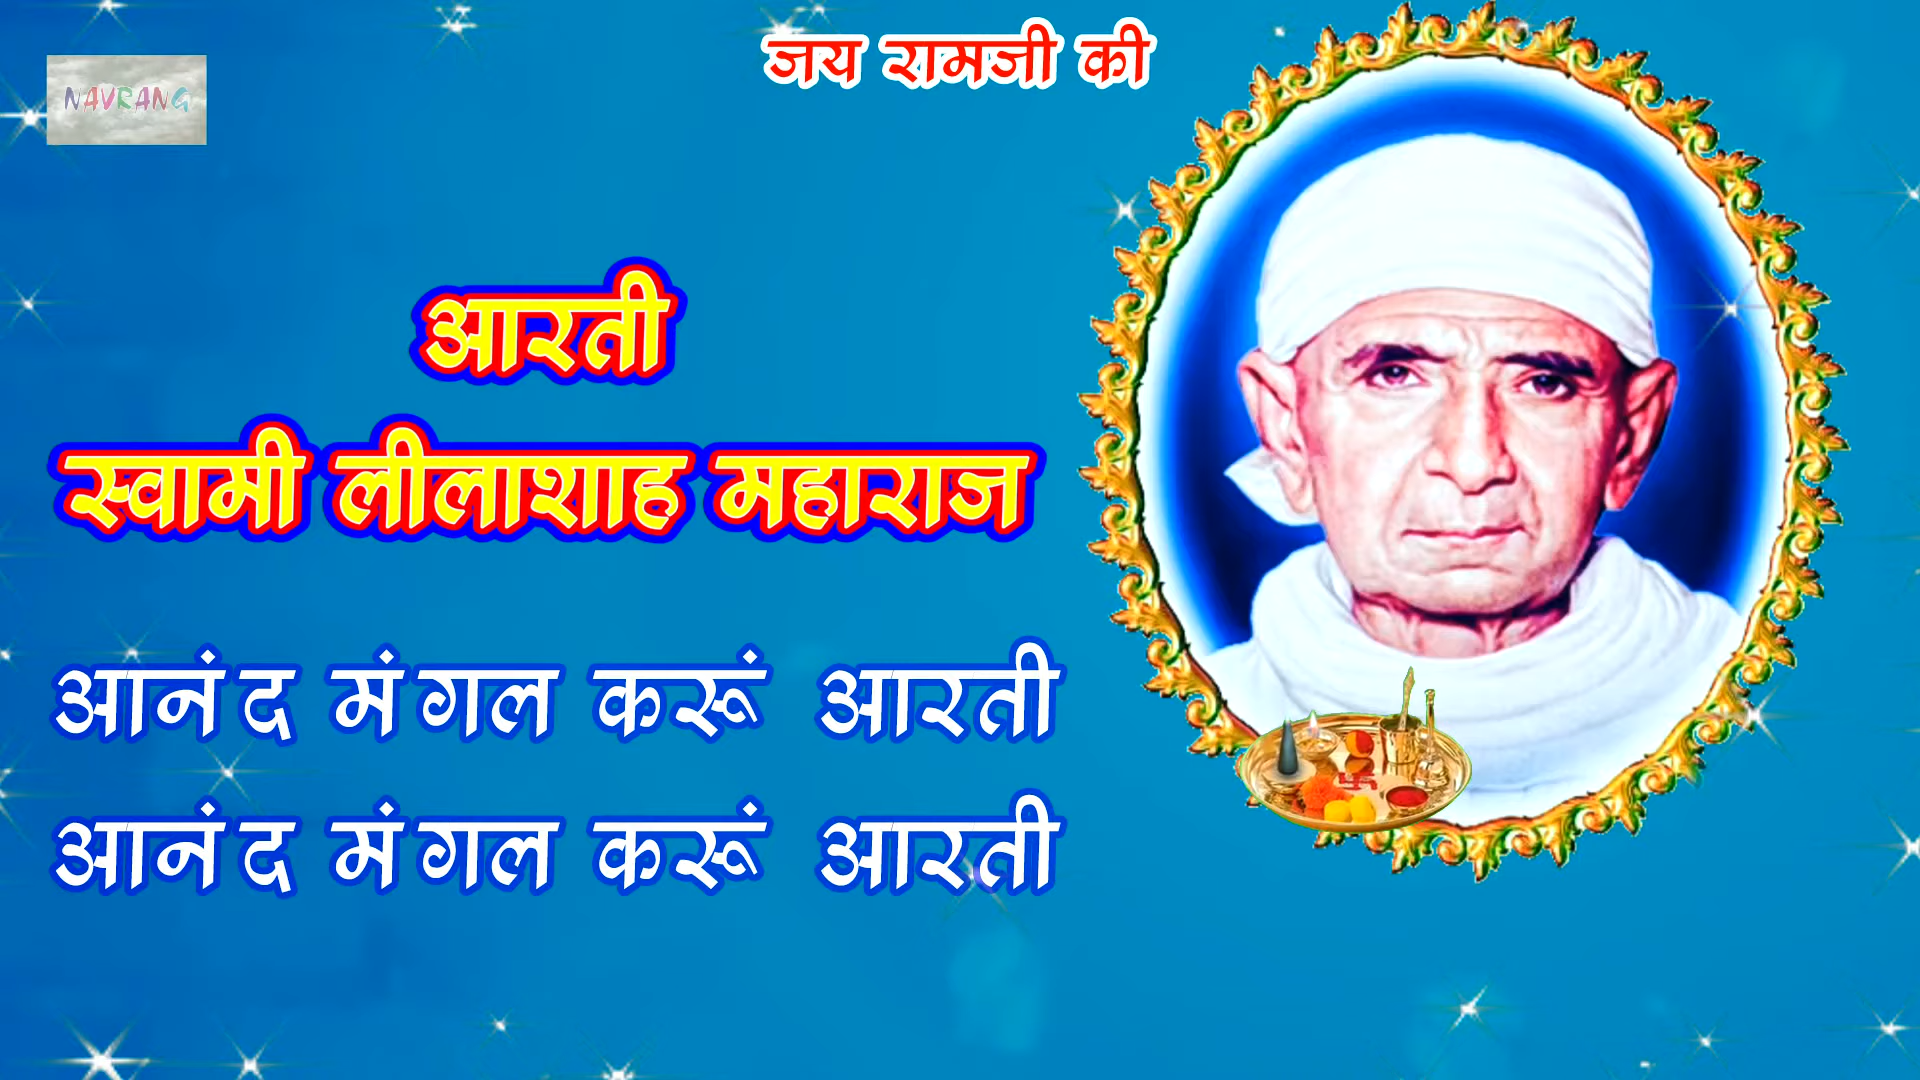 जय रामजी की
NAVRANG
आरती
स्वामी लीलाशाह महाराज
आनंद मंगल करूं आरती
आनंद मंगल करूं आरती